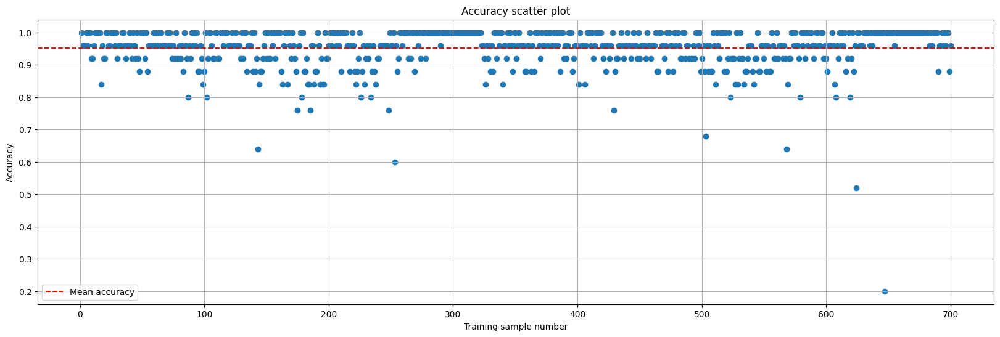 Accuracy scatter plot
Accuracy
1.0
0.9
0.8
0.7
0.6
0.5
0.4
0.3
0.2
Mean accuracy
0 100 200 300 400 500 600 700
Training sample number